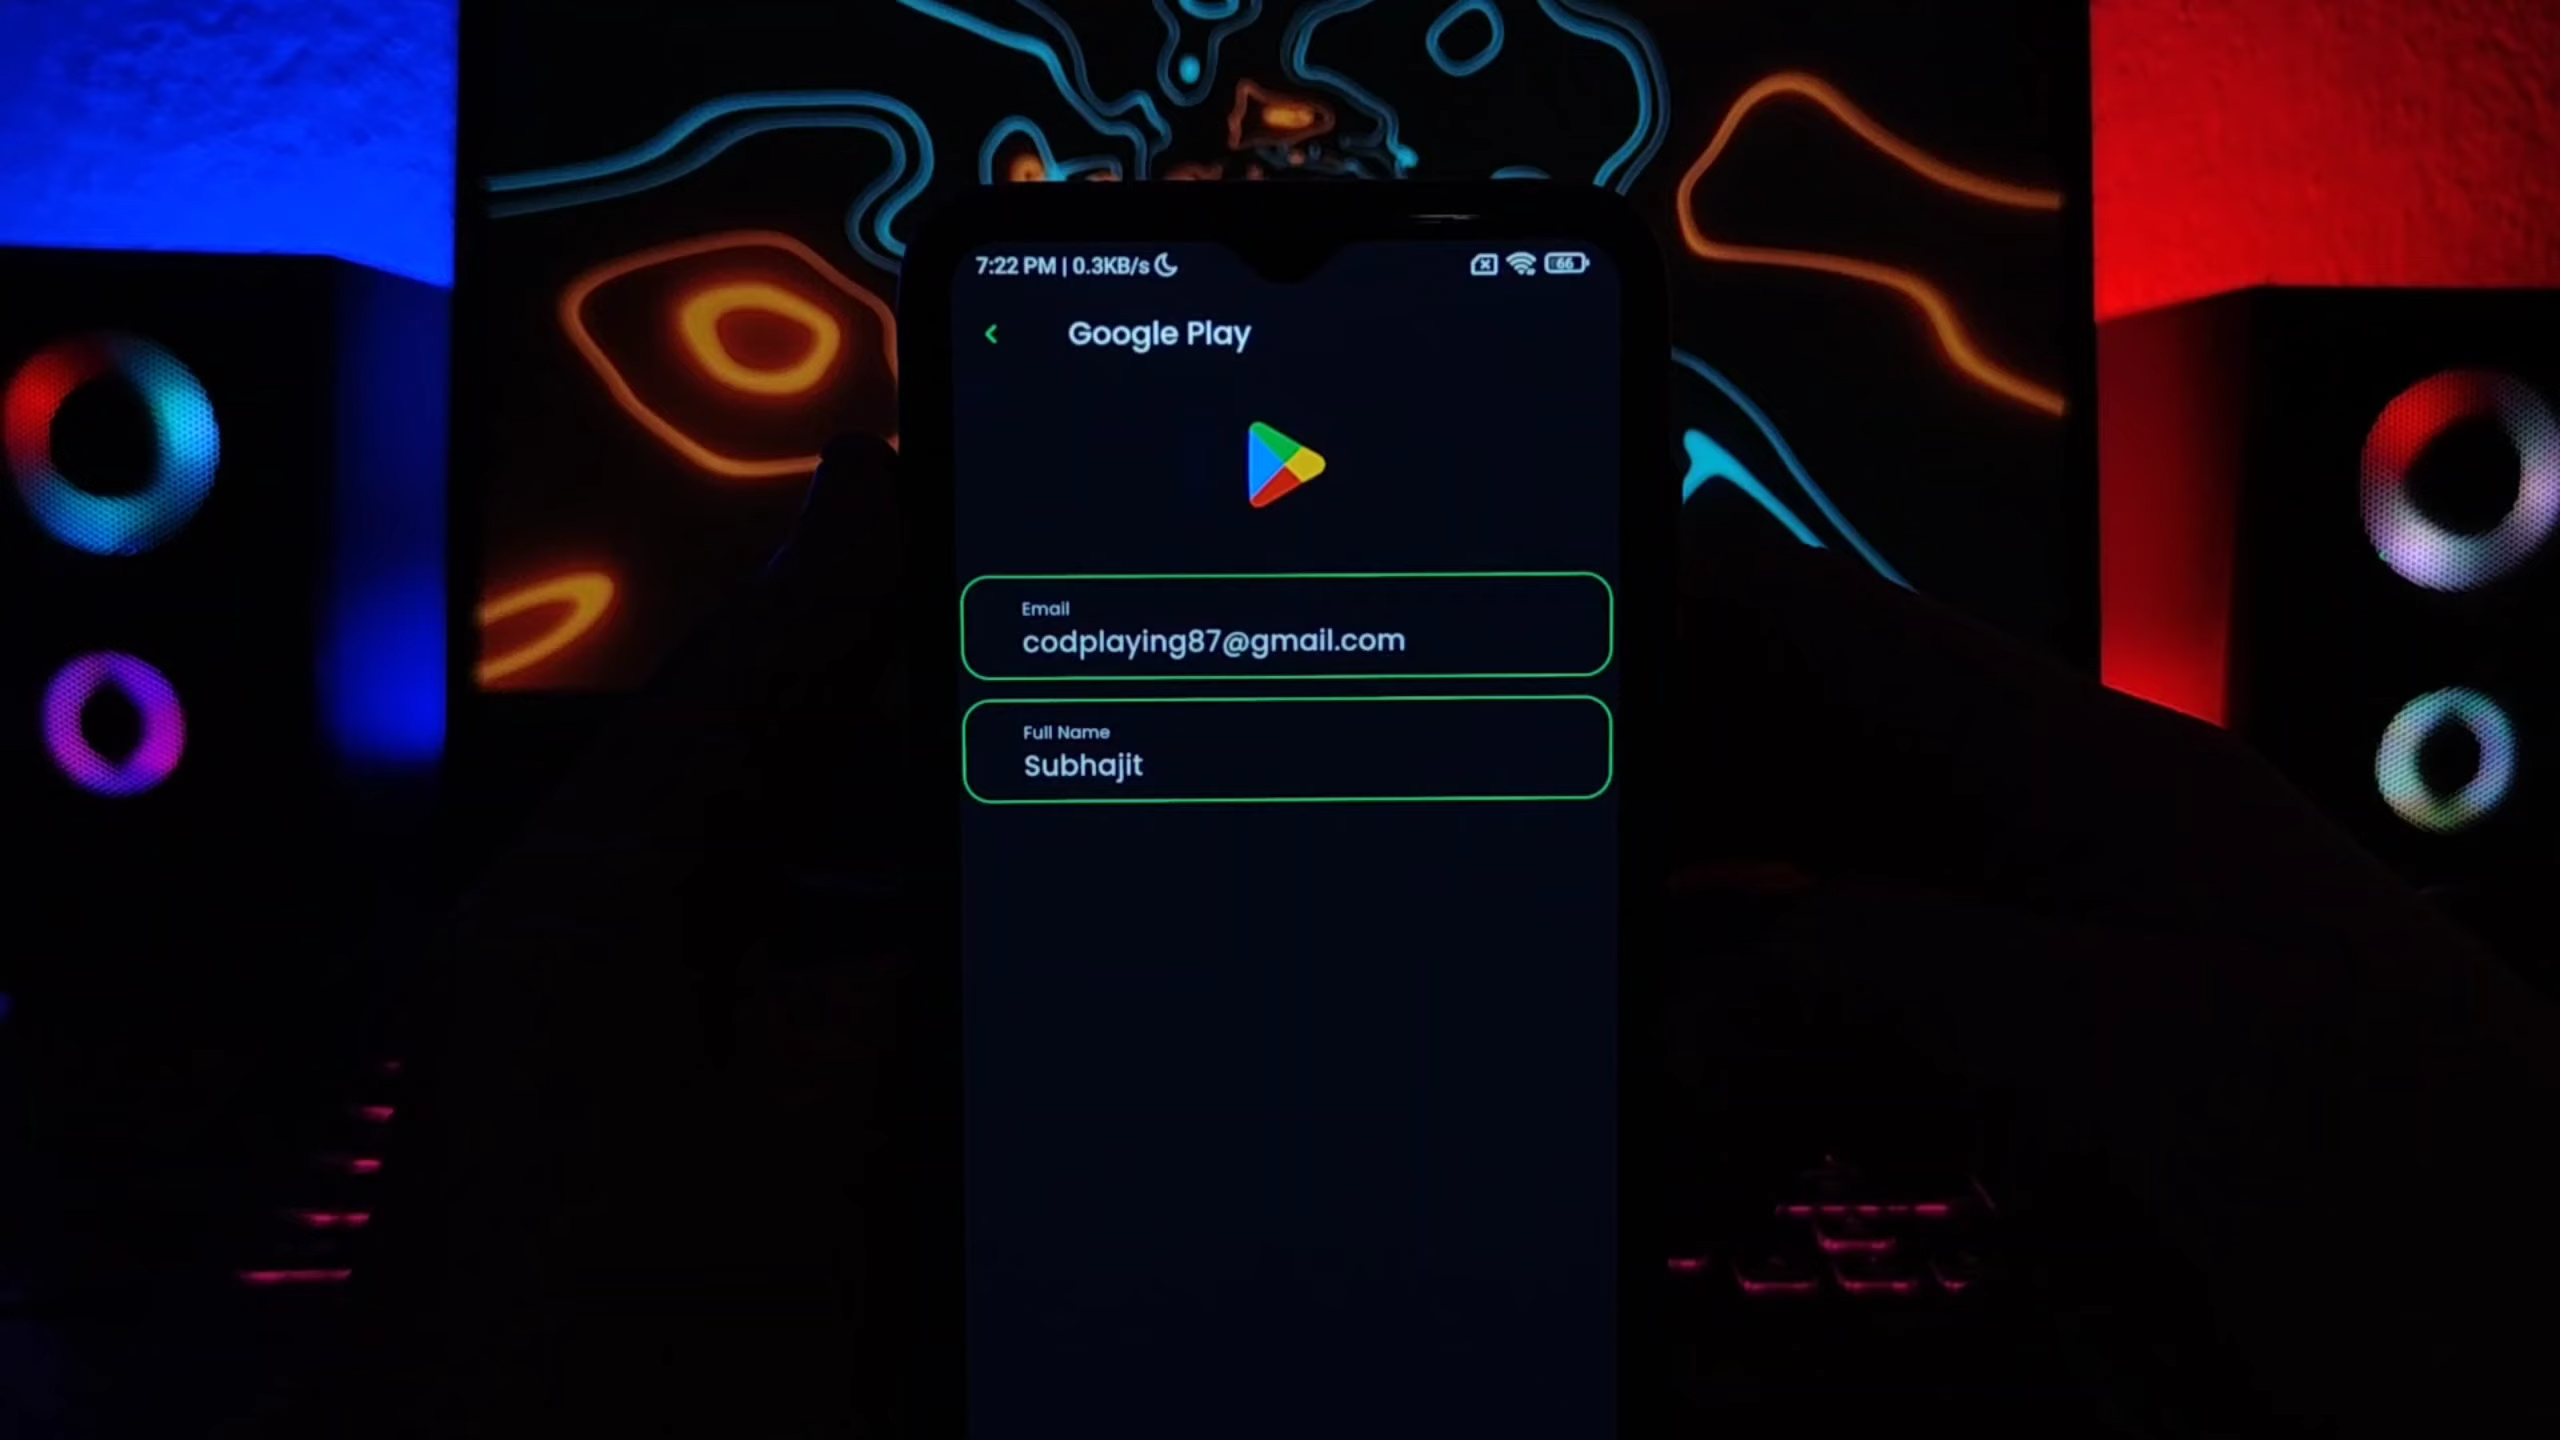 7:22 PM | 0.3KB/s 66
Google Play
Email
codplaying87@gmail.com
Full Name
Subhajit